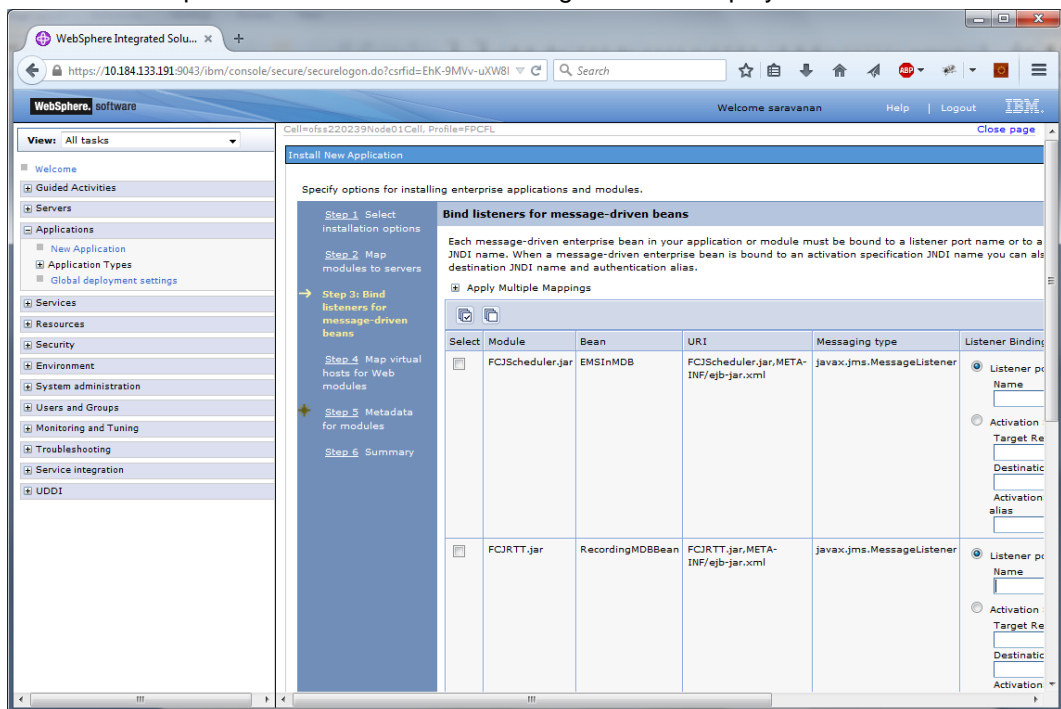 WebSphere Integrated Solu...
https://10.184.133.191:9043/ibm/console/secure/securelogon.do?csrfid=EhK-9MVv-uXW8l
Search
ABP
WebSphere. software
Welcome saravanan
Help | Logout
IBM.
View: All tasks
Welcome
Guided Activities
Servers
Applications
New Application
Application Types
Global deployment settings
Services
Resources
Security
Environment
System administration
Users and Groups
Monitoring and Tuning
Troubleshooting
Service integration
UDDI
Cell=ofss220239Node01Cell, Profile=FPCFL
Close page
Install New Application
Specify options for installing enterprise applications and modules.
Step 1 Select
installation options
Step 2 Map
modules to servers
Step 3: Bind
listeners for
message-driven
beans
Step 4 Map virtual
hosts for Web
modules
Step 5 Metadata
for modules
Step 6 Summary
Bind listeners for message-driven beans
Each message-driven enterprise bean in your application or module must be bound to a listener port name or to a
JNDI name. When a message-driven enterprise bean is bound to an activation specification JNDI name you can als
destination JNDI name and authentication alias.
Apply Multiple Mappings
Select Module Bean URI Messaging type Listener Binding
FCJScheduler.jar EMSInMDB FCJScheduler.jar,META-
INF/ejb-jar.xml
javax.jms.MessageListener
Listener po
Name
Activation
Target Re
Destinatio
Activation
alias
FCJRTT.jar RecordingMDBBean FCJRTT.jar,META-
INF/ejb-jar.xml
javax.jms.MessageListener
Listener po
Name
Activation
Target Re
Destinatio
Activation